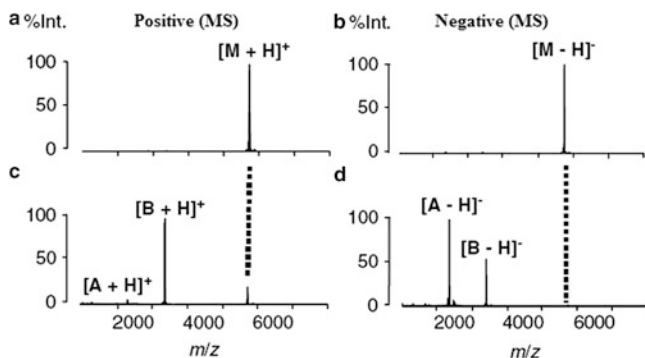 a %Int. Positive (MS)
[M + H]+
100
50
0
b %Int. Negative (MS)
[M - H]-
100
50
0
c
[B + H]+
[A + H]+
100
50
0
2000 4000 6000
m/z
d
[A - H]-
[B - H]-
100
50
0
2000 4000 6000
m/z